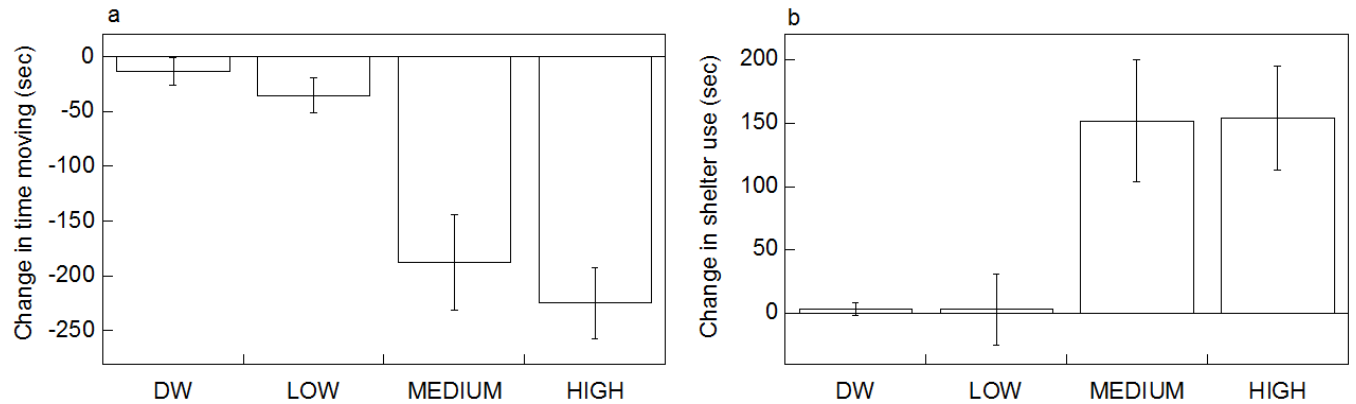 a
Change in time moving (sec)
0
-50
-100
-150
-200
-250
DW LOW MEDIUM HIGH
b
Change in shelter use (sec)
200
150
100
50
0
DW LOW MEDIUM HIGH